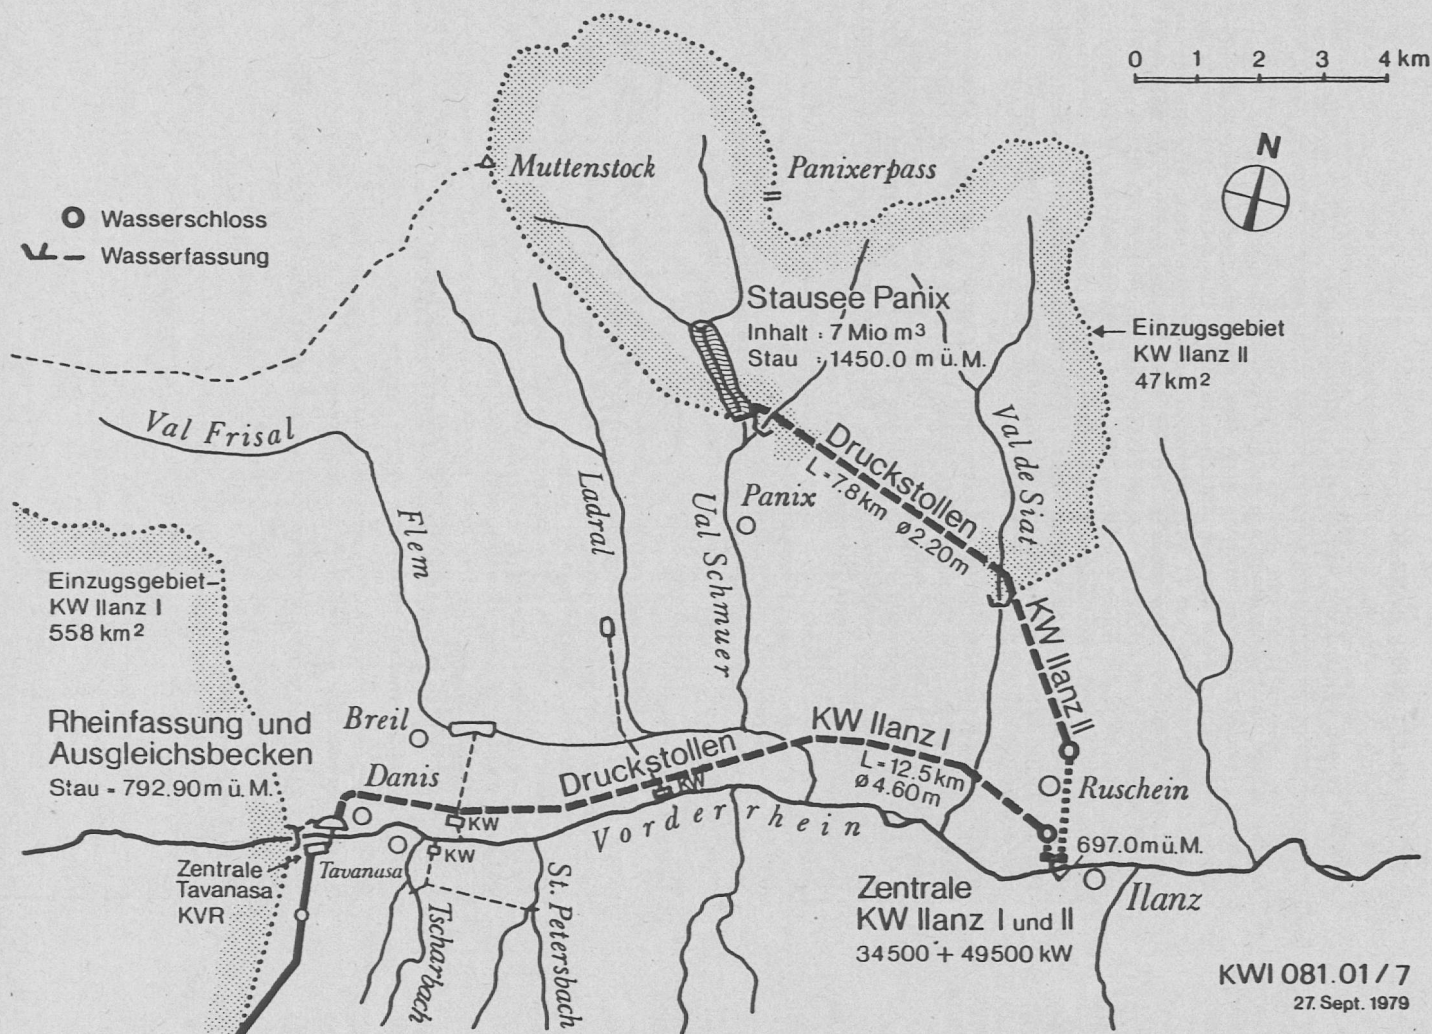 0 1 2 3 4 km
N
Muttenstock
Panixerpass
Wasserschloss
Wasserfassung
Stausee Panix
Inhalt : 7 Mio m³
Stau : 1450.0 m ü.M.
Einzugsgebiet
KW Ilanz II
47 km²
Val Frisal
Flem
Ladral
Ual Schmuer
Panix
Druckstollen
L = 7.8 km ø 2.20 m
Val de Siat
KW Ilanz II
Einzugsgebiet
KW Ilanz I
558 km²
Rheinfassung und
Ausgleichsbecken
Stau = 792.90 m ü.M.
Breil
Danis
Druckstollen
KW Ilanz I
L = 12.5 km
ø 4.60 m
KW
KW
KW
Vorderrhein
Ruschein
697.0 m ü.M.
Zentrale
Tavanasa
KVR
Tavanasa
Tscharbach
St. Petersbach
Zentrale
KW Ilanz I und II
34500 + 49500 kW
Ilanz
KWI 081.01 / 7
27. Sept. 1979